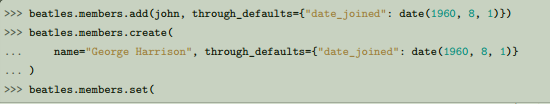 >>> beatles.members.add(john, through_defaults={"date_joined": date(1960, 8, 1)})
>>> beatles.members.create(
...     name="George Harrison", through_defaults={"date_joined": date(1960, 8, 1)}
... )
>>> beatles.members.set(